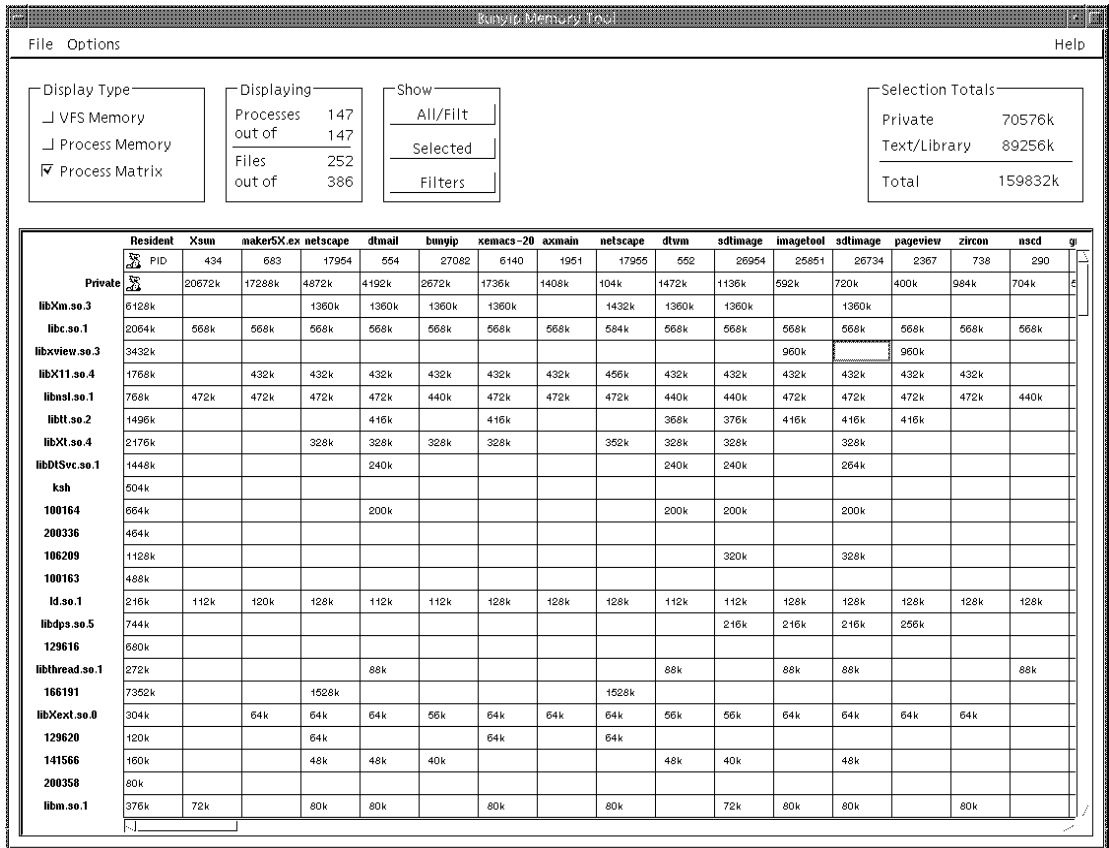 Bunyip Memory Tool
File Options Help
Display Type
VFS Memory
Process Memory
Process Matrix
Displaying
Processes 147
out of 147
Files 252
out of 386
Show
All/Filt
Selected
Filters
Selection Totals
Private 70576k
Text/Library 89256k
Total 159832k
Resident Xsun maker5X.ex netscape dtmail bunyip xemacs-20 axmain netscape dtwm sdtimage imagetool sdtimage pageview zircon nscd
PID 434 683 17954 554 27082 6140 1951 17955 552 26954 25851 26734 2367 738 290
Private 20672k 17288k 4872k 4192k 2672k 1736k 1408k 104k 1472k 1136k 592k 720k 400k 984k 704k
libXm.so.3 6128k 1360k 1360k 1360k 1360k 1432k 1360k 1360k 1360k
libc.so.1 2064k 568k 568k 568k 568k 568k 568k 568k 584k 568k 568k 568k 568k 568k 568k 568k
libxview.so.3 3432k 960k 960k
libX11.so.4 1768k 432k 432k 432k 432k 432k 432k 456k 432k 432k 432k 432k 432k 432k
libnsl.so.1 768k 472k 472k 472k 472k 440k 472k 472k 472k 440k 440k 472k 472k 472k 472k 440k
libtt.so.2 1496k 416k 416k 368k 376k 416k 416k 416k
libXt.so.4 2176k 328k 328k 328k 328k 352k 328k 328k 328k
libDtSvc.so.1 1448k 240k 240k 240k 264k
ksh 504k
100164 664k 200k 200k 200k 200k
200336 464k
106209 1128k 320k 328k
100163 488k
ld.so.1 216k 112k 120k 128k 112k 112k 128k 128k 128k 112k 112k 128k 128k 128k 128k 128k
libdps.so.5 744k 216k 216k 216k 256k
129616 680k
libthread.so.1 272k 88k 88k 88k 88k 88k
166191 7352k 1528k 1528k
libXext.so.0 304k 64k 64k 64k 56k 64k 64k 64k 56k 56k 64k 64k 64k 64k
129620 120k 64k 64k 64k
141566 160k 48k 48k 40k 48k 40k 48k
200358 80k
libm.so.1 376k 72k 80k 80k 80k 80k 72k 80k 80k 80k